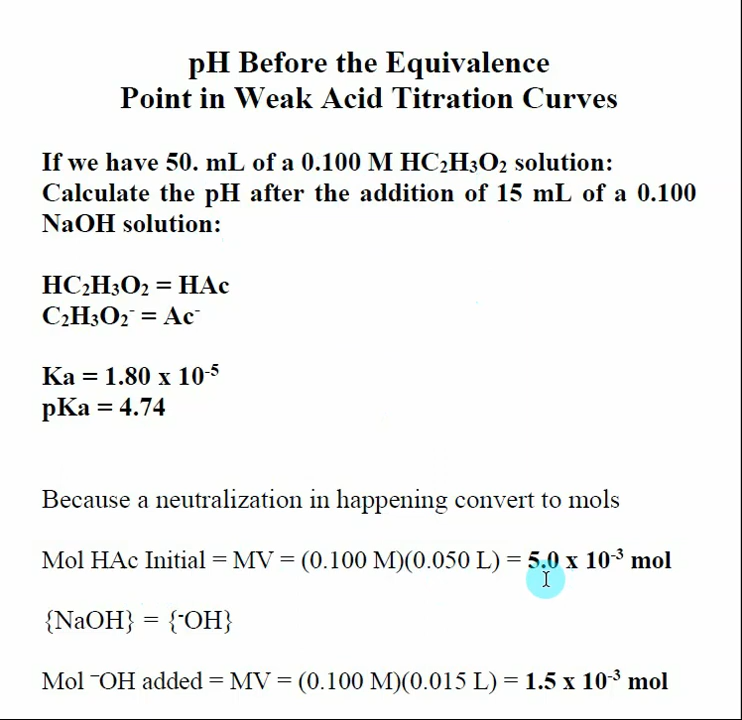 pH Before the Equivalence
Point in Weak Acid Titration Curves
If we have 50. mL of a 0.100 M HC₂H₃O₂ solution:
Calculate the pH after the addition of 15 mL of a 0.100
NaOH solution:
HC₂H₃O₂ = HAc
C₂H₃O₂⁻ = Ac⁻
Ka = 1.80 x 10⁻⁵
pKa = 4.74
Because a neutralization in happening convert to mols
Mol HAc Initial = MV = (0.100 M)(0.050 L) = 5.0 x 10⁻³ mol
{NaOH} = {⁻OH}
Mol ⁻OH added = MV = (0.100 M)(0.015 L) = 1.5 x 10⁻³ mol